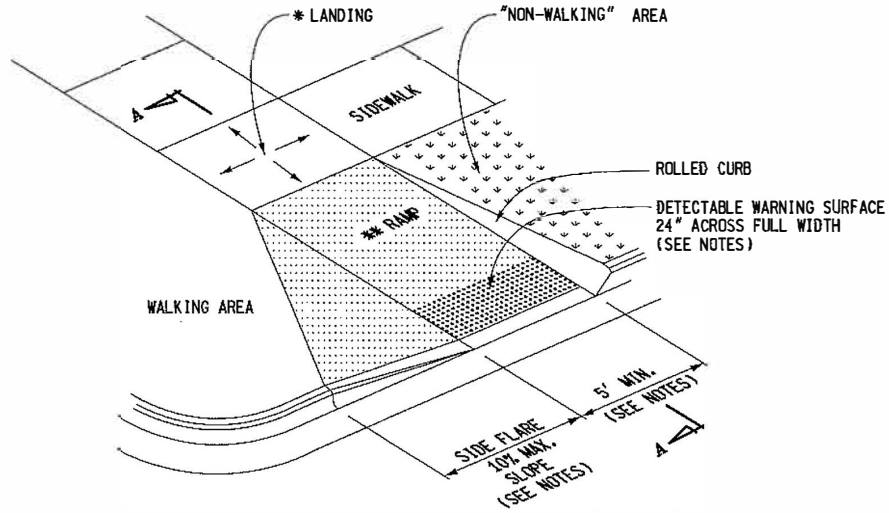 * LANDING
"NON-WALKING" AREA
A
SIDEWALK
ROLLED CURB
** RAMP
DETECTABLE WARNING SURFACE
24" ACROSS FULL WIDTH
(SEE NOTES)
WALKING AREA
5' MIN.
(SEE NOTES)
SIDE FLARE
10% MAX.
SLOPE
(SEE NOTES)
A